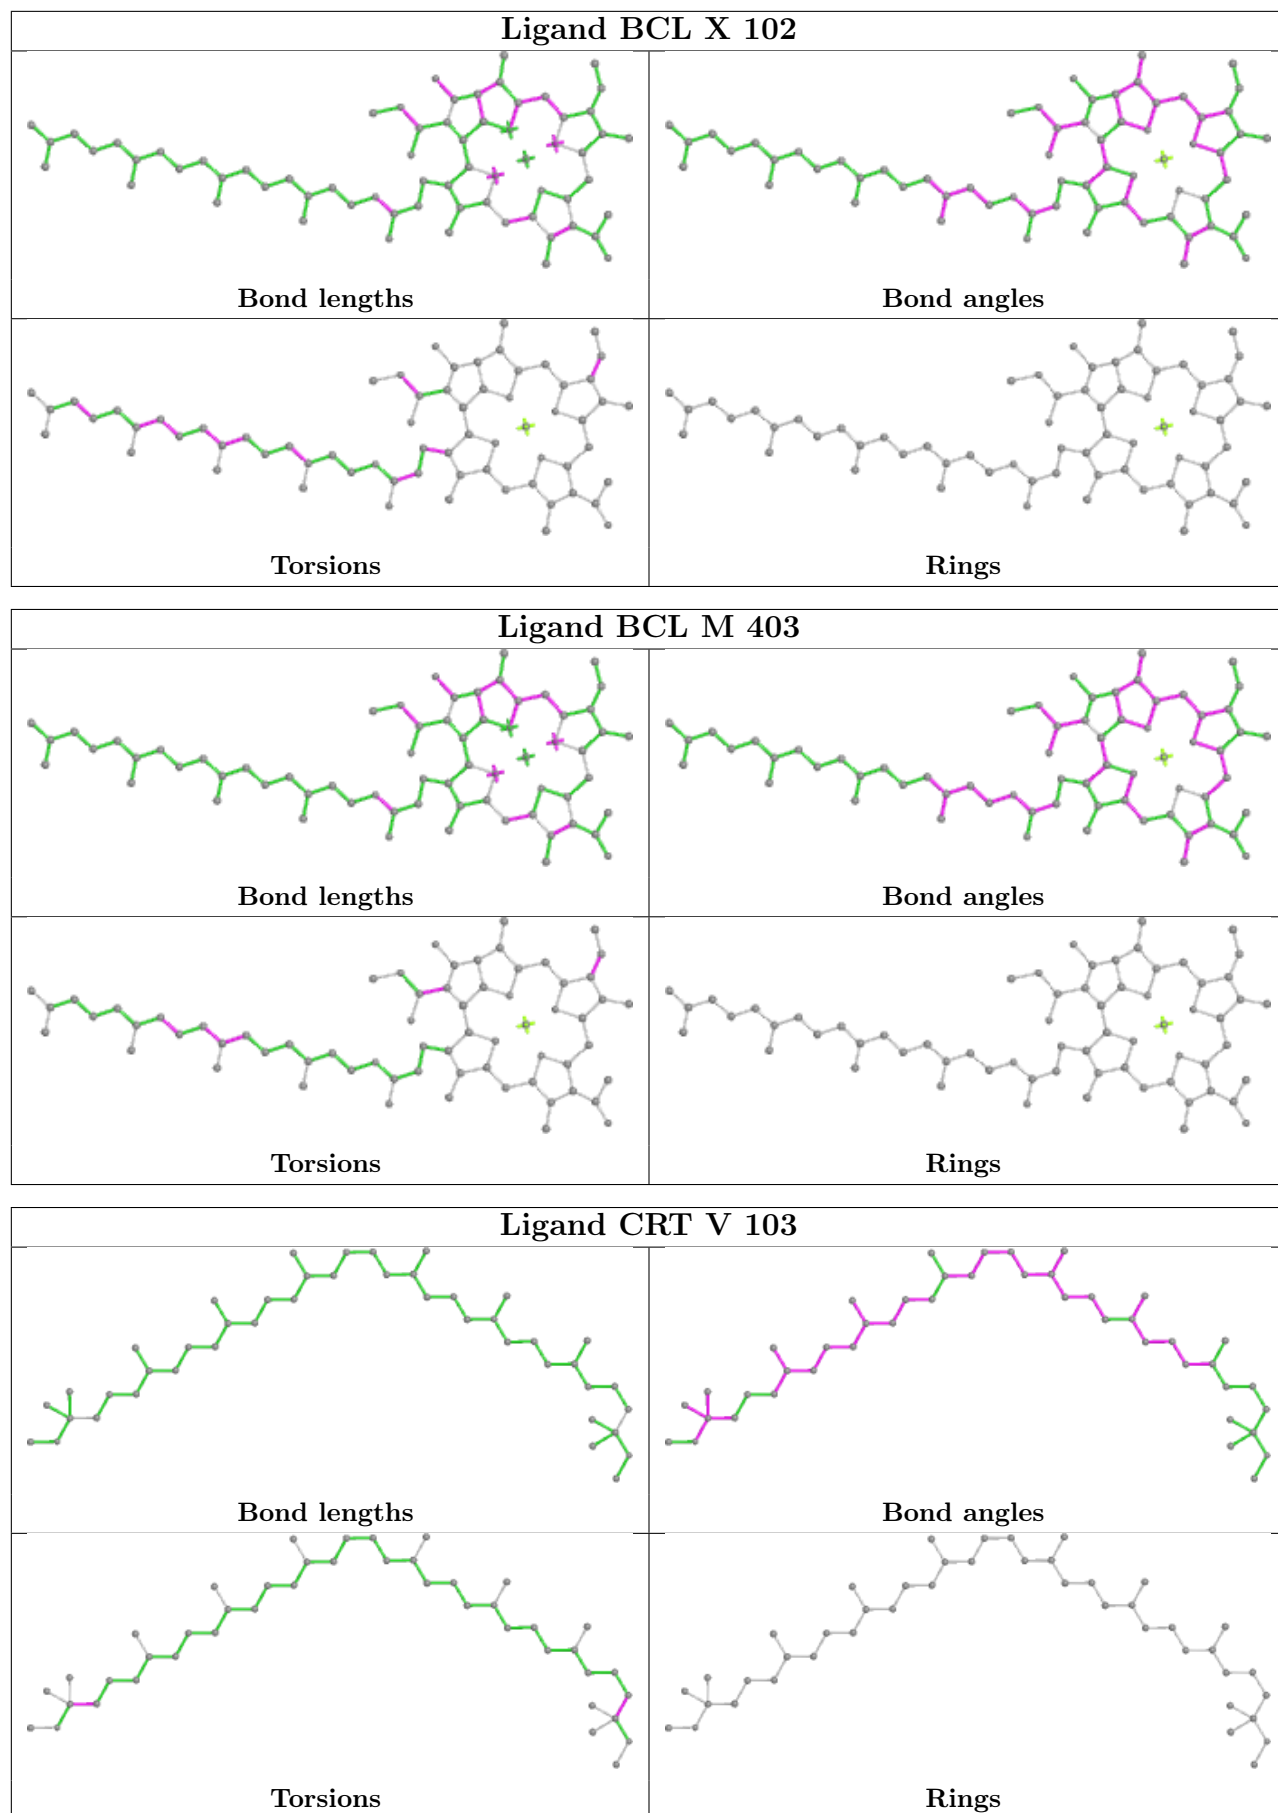 Ligand BCL X 102
Bond lengths
Bond angles
Torsions
Rings
Ligand BCL M 403
Bond lengths
Bond angles
Torsions
Rings
Ligand CRT V 103
Bond lengths
Bond angles
Torsions
Rings